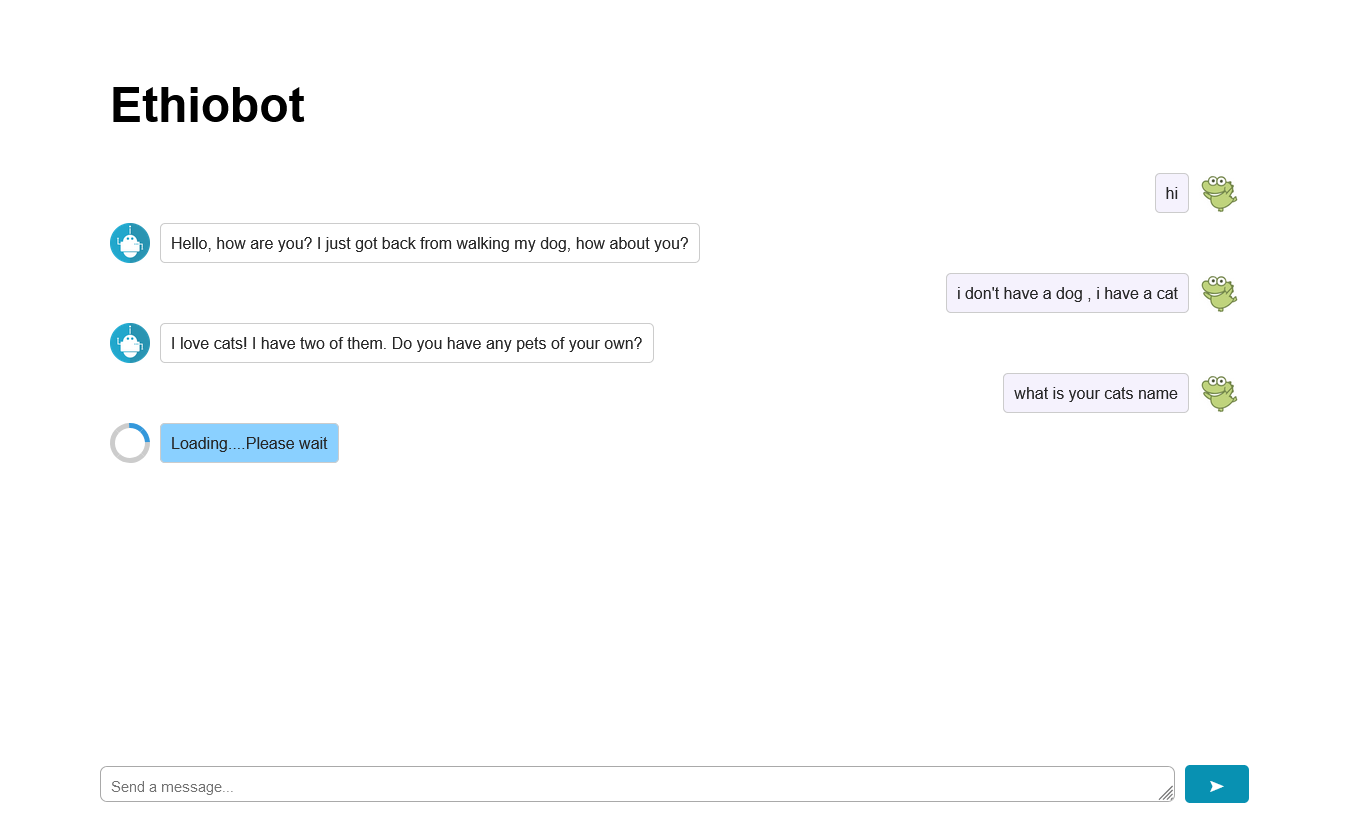 Ethiobot
hi
Hello, how are you? I just got back from walking my dog, how about you?
i don't have a dog , i have a cat
I love cats! I have two of them. Do you have any pets of your own?
what is your cats name
Loading....Please wait
Send a message...